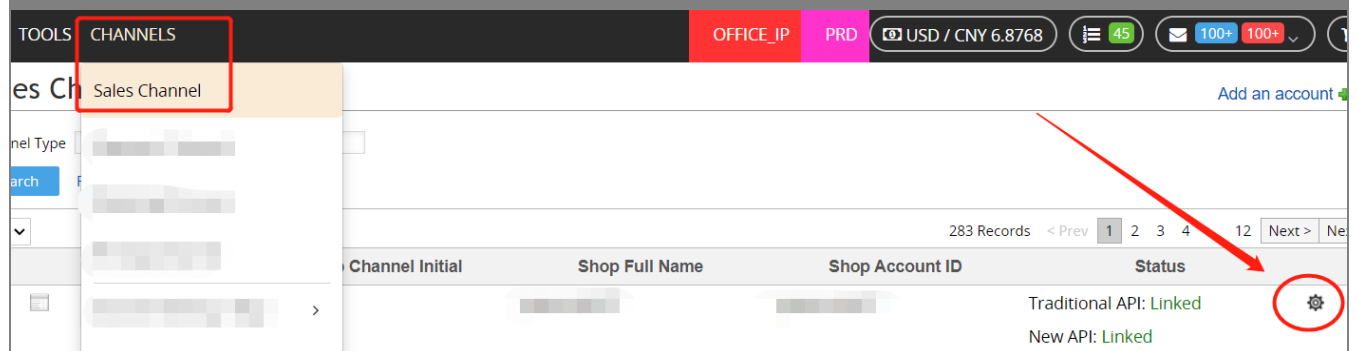 TOOLS CHANNELS OFFICE_IP PRD USD / CNY 6.8768 45 100+ 100+
es Ch
Sales Channel
Add an account
nel Type
arch
283 Records < Prev 1 2 3 4 12 Next >
Channel Initial Shop Full Name Shop Account ID Status
Traditional API: Linked
New API: Linked